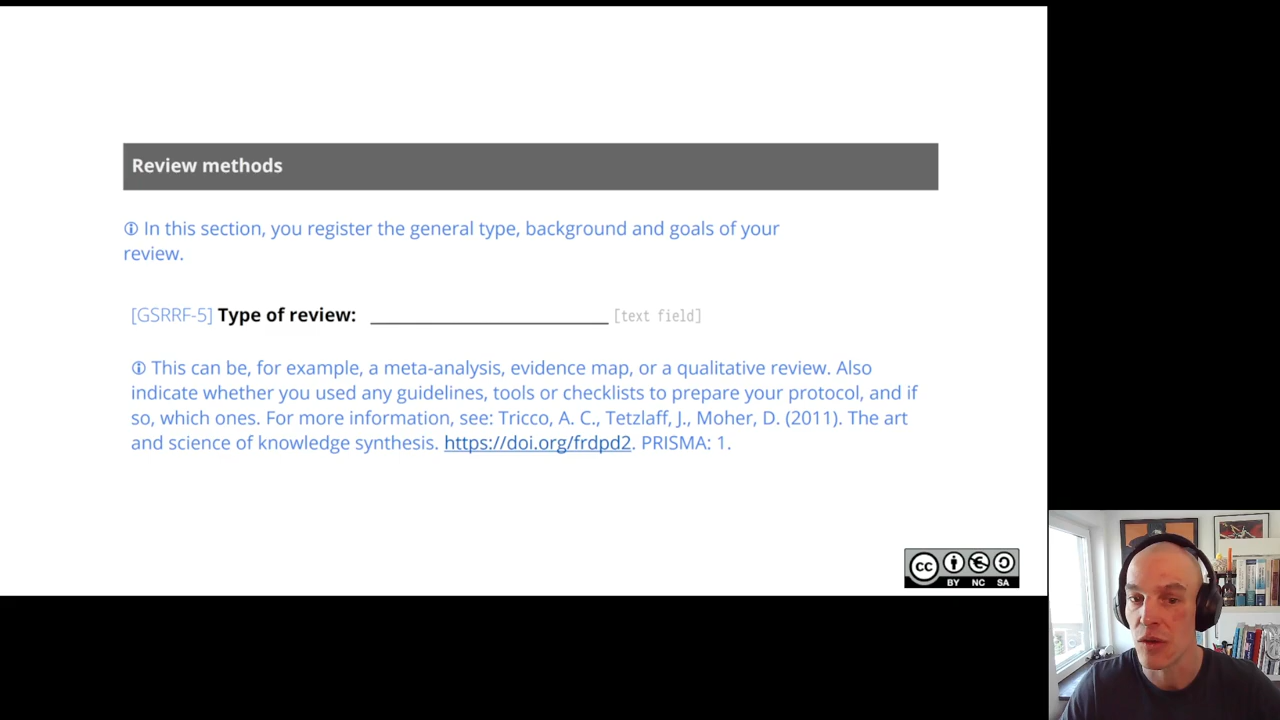 Review methods
ⓘ In this section, you register the general type, background and goals of your
review.
[GSRRF-5] Type of review: ______________________ [text field]
ⓘ This can be, for example, a meta-analysis, evidence map, or a qualitative review. Also
indicate whether you used any guidelines, tools or checklists to prepare your protocol, and if
so, which ones. For more information, see: Tricco, A. C., Tetzlaff, J., Moher, D. (2011). The art
and science of knowledge synthesis. https://doi.org/frdpd2. PRISMA: 1.
cc
BY NC SA